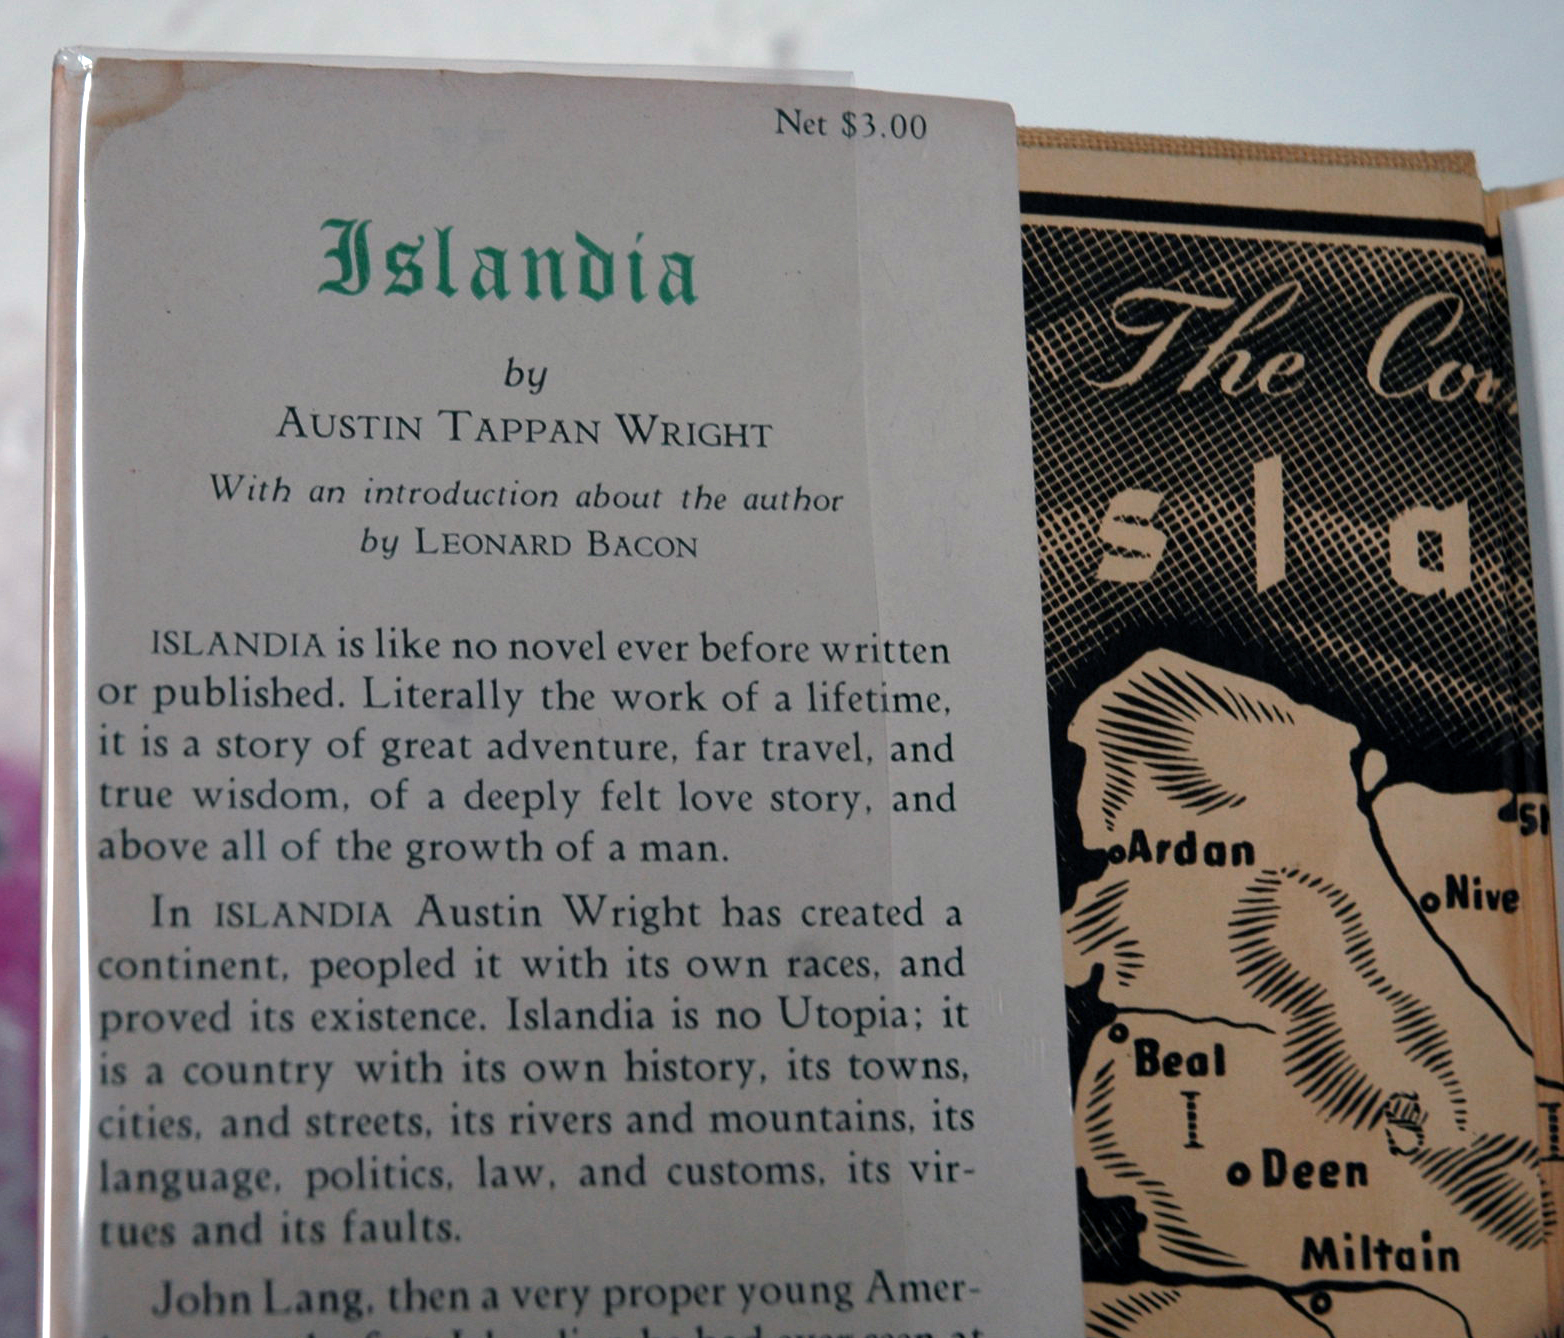 Net $3.00
Islandia
by
AUSTIN TAPPAN WRIGHT
With an introduction about the author
by LEONARD BACON
ISLANDIA is like no novel ever before written
or published. Literally the work of a lifetime,
it is a story of great adventure, far travel, and
true wisdom, of a deeply felt love story, and
above all of the growth of a man.
In ISLANDIA Austin Wright has created a
continent, peopled it with its own races, and
proved its existence. Islandia is no Utopia; it
is a country with its own history, its towns,
cities, and streets, its rivers and mountains, its
language, politics, law, and customs, its vir-
tues and its faults.
John Lang, then a very proper young Amer-
The
sla
Ardan
Nive
Beal
Deen
Miltain